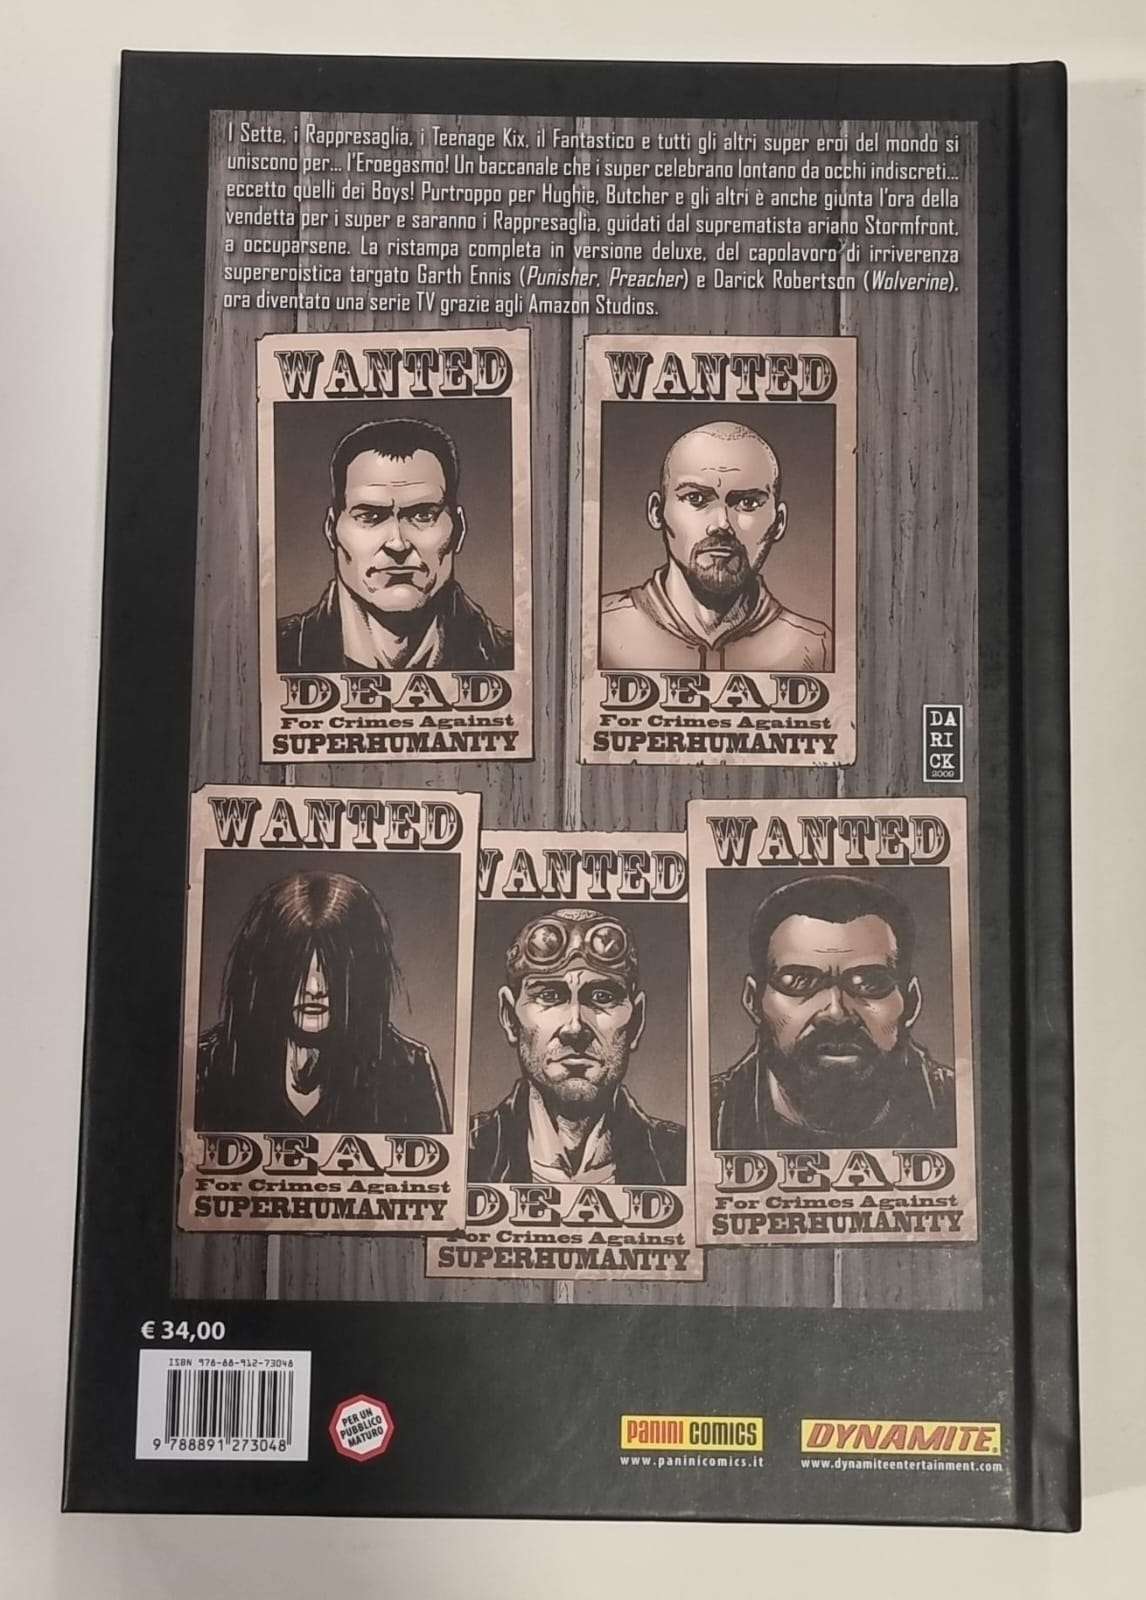 I Sette, i Rappresaglia, i Teenage Kix, il Fantastico e tutti gli altri super eroi del mondo si
uniscono per... l'Eroegasmo! Un baccanale che i super celebrano lontano da occhi indiscreti...
eccetto quelli dei Boys! Purtroppo per Hughie, Butcher e gli altri è anche giunta l'ora della
vendetta per i super e saranno i Rappresaglia, guidati dal suprematista ariano Stormfront,
a occuparsene. La ristampa completa in versione deluxe, del capolavoro di irriverenza
supereroistica targato Garth Ennis (Punisher, Preacher) e Darick Robertson (Wolverine),
ora diventato una serie TV grazie agli Amazon Studios.
WANTED
DEAD
For Crimes Against
SUPERHUMANITY
WANTED
DEAD
For Crimes Against
SUPERHUMANITY
DA
RI
CK
2009
WANTED
DEAD
For Crimes Against
SUPERHUMANITY
WANTED
DEAD
For Crimes Against
SUPERHUMANITY
WANTED
DEAD
For Crimes Against
SUPERHUMANITY
€ 34,00
ISBN 978-88-912-7304-8
9 788891 273048
PER UN
PUBBLICO
MATURO
PANINI COMICS
www.paninicomics.it
DYNAMITE.
www.dynamiteentertainment.com